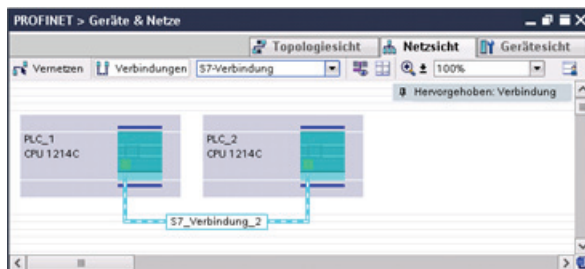 PROFINET > Geräte & Netze
Topologiesicht Netzsicht Gerätesicht
Vernetzen Verbindungen S7-Verbindung 100%
Hervorgehoben: Verbindung
PLC_1 PLC_2
CPU 1214C CPU 1214C
S7_Verbindung_2